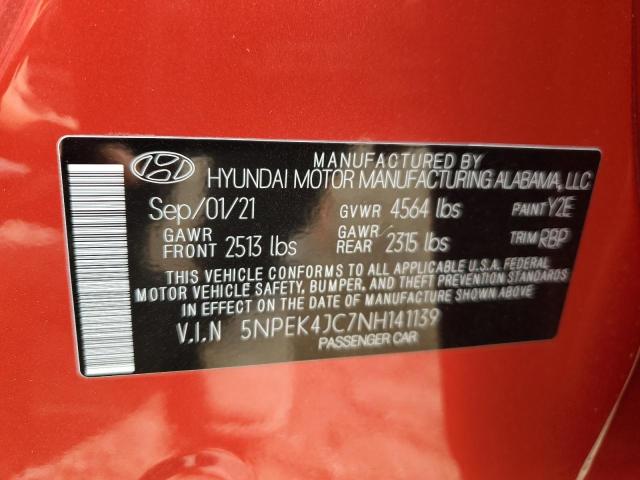 MANUFACTURED BY
HYUNDAI MOTOR MANUFACTURING ALABAMA, LLC
Sep/01/21 GVWR 4564 lbs PAINT Y2E
GAWR FRONT 2513 lbs GAWR REAR 2315 lbs TRIM RBP
THIS VEHICLE CONFORMS TO ALL APPLICABLE U.S.A. FEDERAL
MOTOR VEHICLE SAFETY, BUMPER, AND THEFT PREVENTION STANDARDS
IN EFFECT ON THE DATE OF MANUFACTURE SHOWN ABOVE.
V.I.N 5NPEK4JC7NH141139
PASSENGER CAR